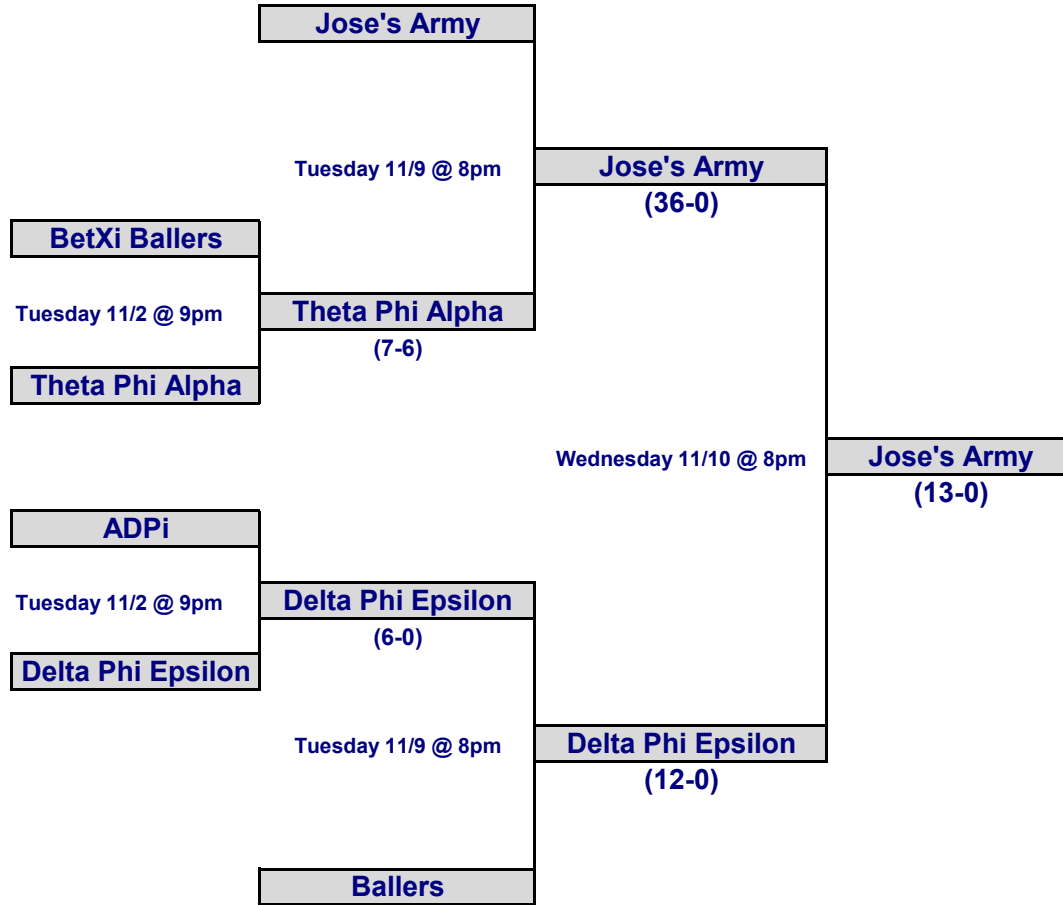 Jose's Army
Tuesday 11/9 @ 8pm
Jose's Army
(36-0)
BetXi Ballers
Tuesday 11/2 @ 9pm
Theta Phi Alpha
(7-6)
Theta Phi Alpha
Wednesday 11/10 @ 8pm
Jose's Army
(13-0)
ADPi
Tuesday 11/2 @ 9pm
Delta Phi Epsilon
(6-0)
Delta Phi Epsilon
Tuesday 11/9 @ 8pm
Delta Phi Epsilon
(12-0)
Ballers